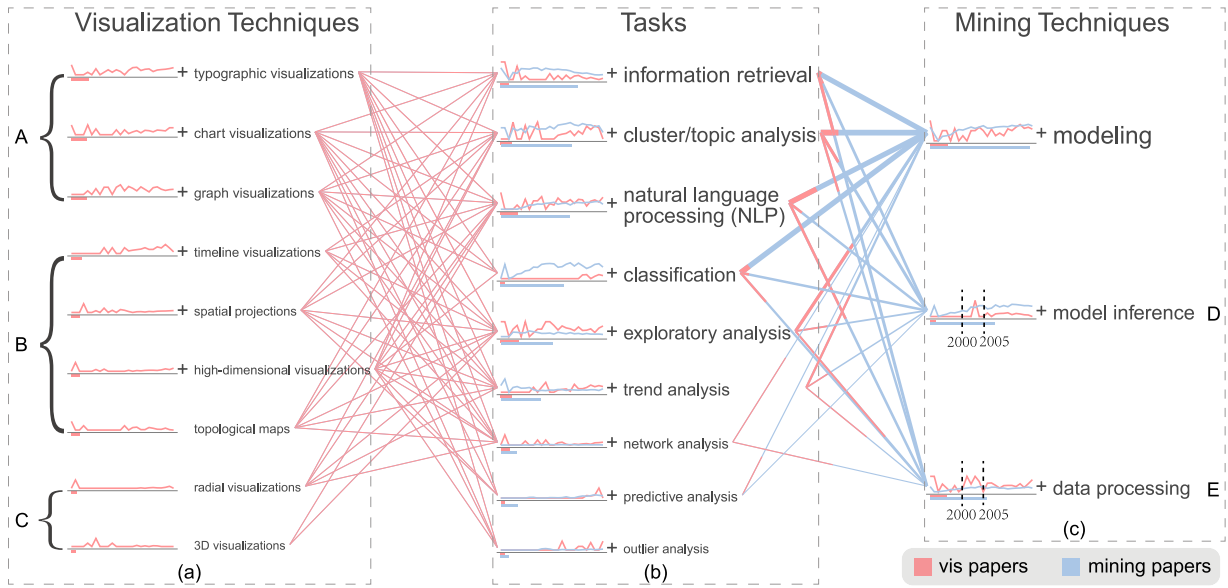 Visualization Techniques
Tasks
Mining Techniques
A
+ typographic visualizations
+ chart visualizations
+ graph visualizations
B
+ timeline visualizations
+ spatial projections
+ high-dimensional visualizations
topological maps
C
radial visualizations
3D visualizations
(a)
+ information retrieval
+ cluster/topic analysis
+ natural language
processing (NLP)
+ classification
+ exploratory analysis
+ trend analysis
+ network analysis
+ predictive analysis
+ outlier analysis
(b)
+ modeling
+ model inference D
2000 2005
+ data processing E
2000 2005
(c)
vis papers
mining papers